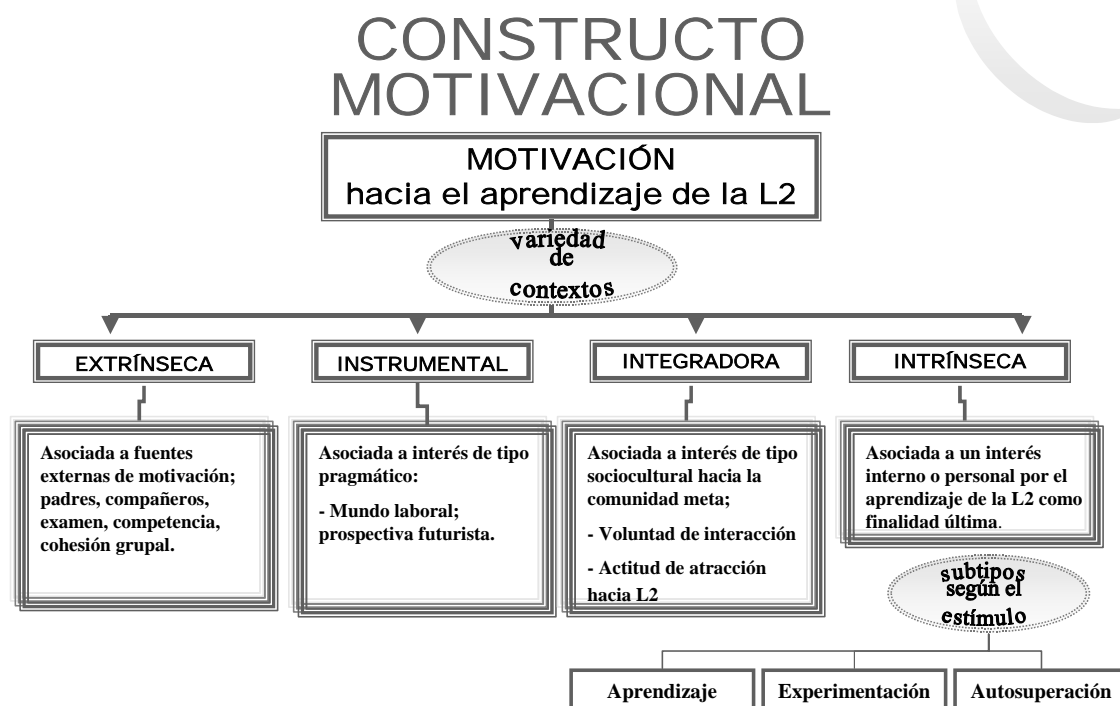 CONSTRUCTO
MOTIVACIONAL
MOTIVACIÓN
hacia el aprendizaje de la L2
variedad
de
contextos
EXTRÍNSECA
INSTRUMENTAL
INTEGRADORA
INTRÍNSECA
Asociada a fuentes
externas de motivación;
padres, compañeros,
examen, competencia,
cohesión grupal.
Asociada a interés de tipo
pragmático:
- Mundo laboral;
prospectiva futurista.
Asociada a interés de tipo
sociocultural hacia la
comunidad meta;
- Voluntad de interacción
- Actitud de atracción
hacia L2
Asociada a un interés
interno o personal por el
aprendizaje de la L2 como
finalidad última.
subtipos
según el
estímulo
Aprendizaje
Experimentación
Autosuperación